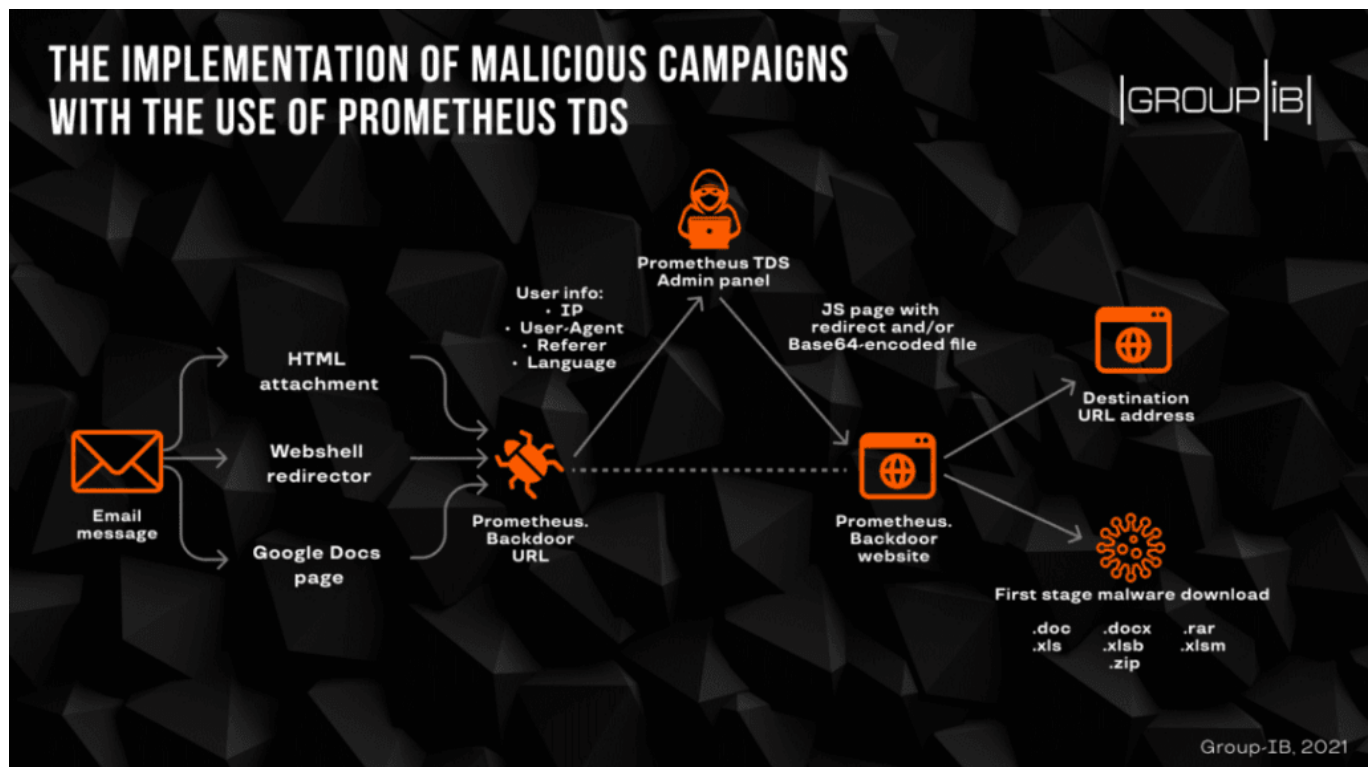 THE IMPLEMENTATION OF MALICIOUS CAMPAIGNS
WITH THE USE OF PROMETHEUS TDS
|GROUP|iB|
Prometheus TDS
Admin panel
User info:
• IP
• User-Agent
• Referer
• Language
JS page with
redirect and/or
Base64-encoded file
HTML
attachment
Destination
URL address
Webshell
redirector
Email
message
Prometheus.
Backdoor
URL
Prometheus.
Backdoor
website
Google Docs
page
First stage malware download
.doc .docx .rar
.xls .xlsb .xlsm
.zip
Group-IB, 2021